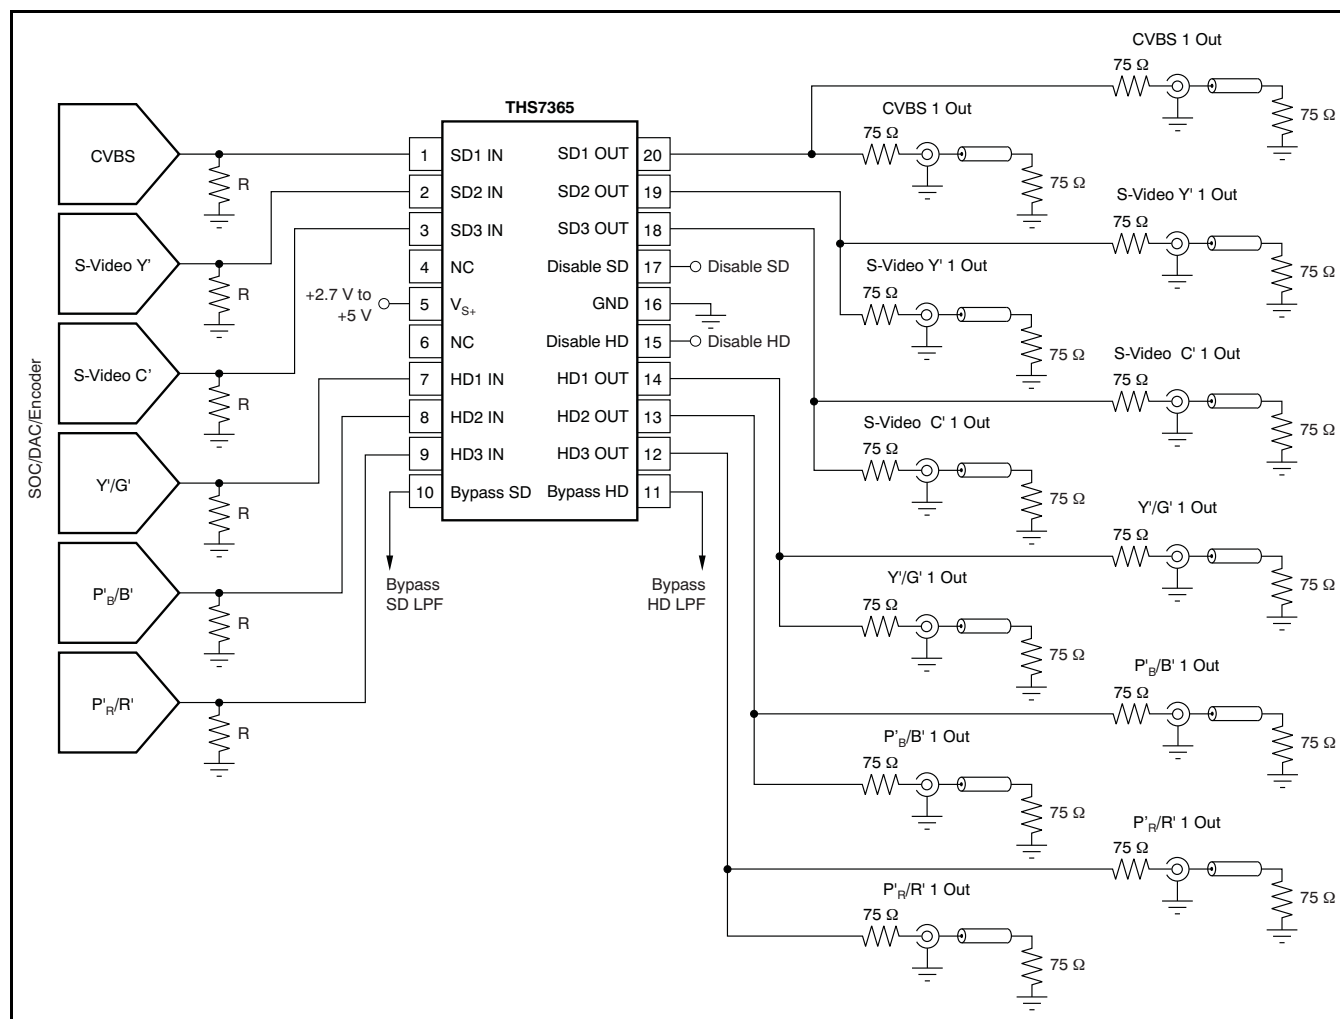 CVBS 1 Out
75 Ω
75 Ω
THS7365
CVBS 1 Out
75 Ω
75 Ω
SOC/DAC/Encoder
CVBS
R
S-Video Y'
R
S-Video C'
R
Y'/G'
R
P'B/B'
R
P'R/R'
R
1 SD1 IN SD1 OUT 20
2 SD2 IN SD2 OUT 19
3 SD3 IN SD3 OUT 18
4 NC Disable SD 17 Disable SD
+2.7 V to
+5 V
5 VS+ GND 16
6 NC Disable HD 15 Disable HD
7 HD1 IN HD1 OUT 14
8 HD2 IN HD2 OUT 13
9 HD3 IN HD3 OUT 12
10 Bypass SD Bypass HD 11
Bypass
SD LPF
Bypass
HD LPF
S-Video Y' 1 Out
75 Ω
75 Ω
S-Video Y' 1 Out
75 Ω
75 Ω
S-Video C' 1 Out
75 Ω
75 Ω
S-Video C' 1 Out
75 Ω
75 Ω
Y'/G' 1 Out
75 Ω
75 Ω
Y'/G' 1 Out
75 Ω
75 Ω
P'B/B' 1 Out
75 Ω
75 Ω
P'B/B' 1 Out
75 Ω
75 Ω
P'R/R' 1 Out
75 Ω
75 Ω
P'R/R' 1 Out
75 Ω
75 Ω